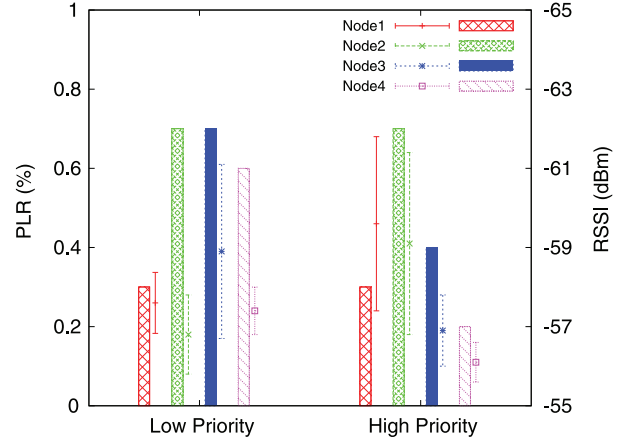 PLR (%)
1
0.8
0.6
0.4
0.2
0
Node1
Node2
Node3
Node4
-65
-63
-61
-59
-57
-55
RSSI (dBm)
Low Priority High Priority